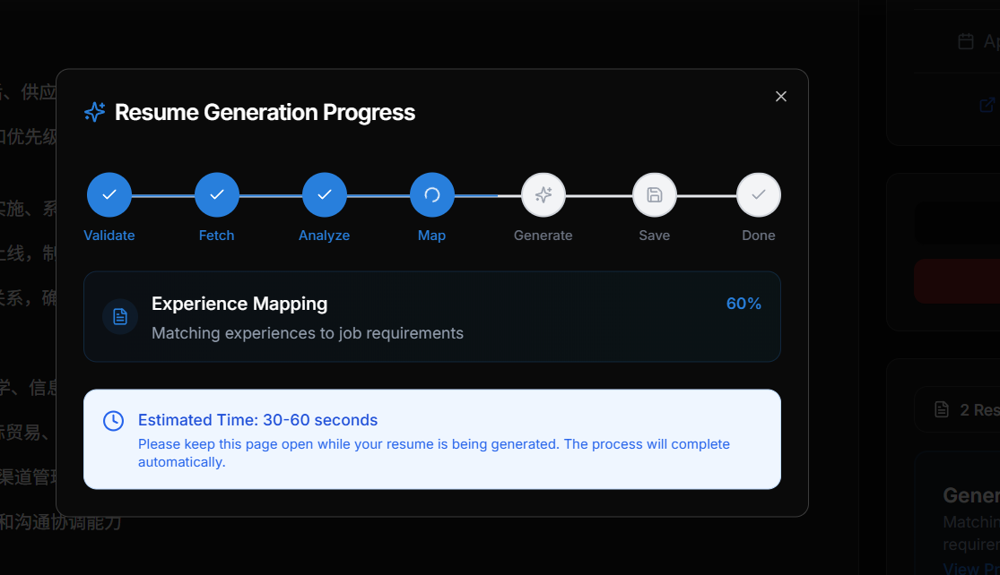 Resume Generation Progress
Validate
Fetch
Analyze
Map
Generate
Save
Done
Experience Mapping
60%
Matching experiences to job requirements
Estimated Time: 30-60 seconds
Please keep this page open while your resume is being generated. The process will complete
automatically.
、供应
和优先级
实施、系
上线，制
关系，确
学、信息
际贸易、
渠道管理
和沟通协调能力
2 Res
Gener
Matchin
requirer
View Pr